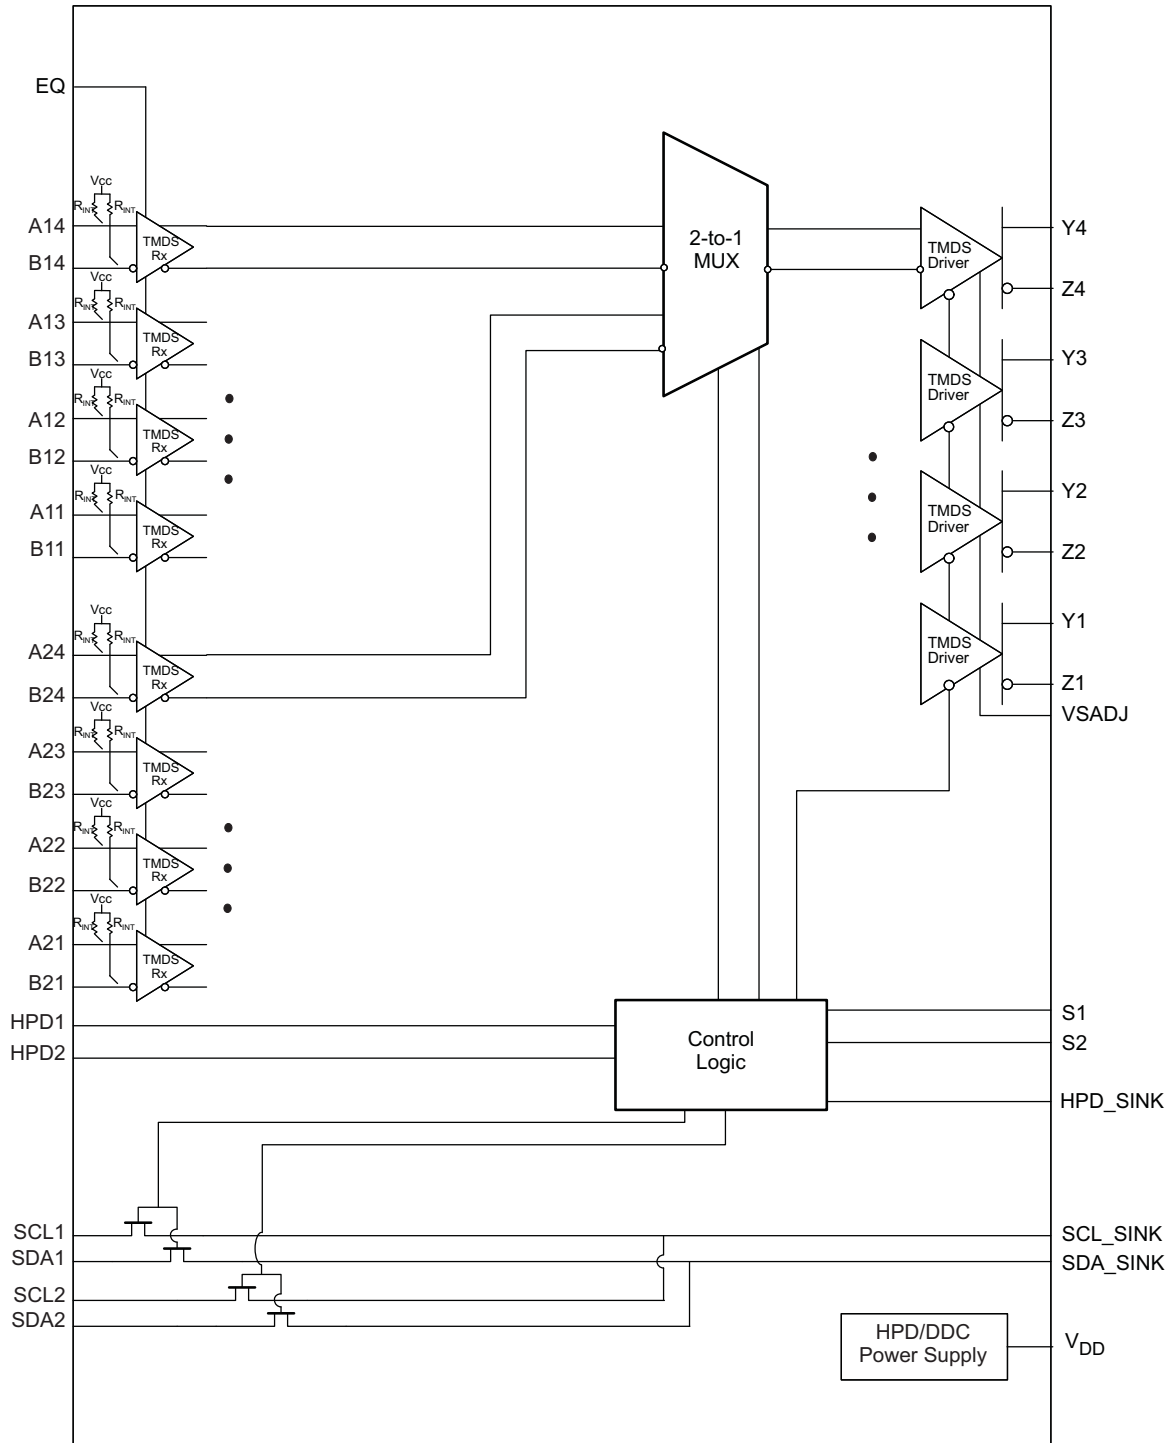 EQ
Vcc
RINT RINT
A14
TMDS
Rx
B14
Vcc
RINT RINT
A13
TMDS
Rx
B13
Vcc
RINT RINT
A12
TMDS
Rx
B12
Vcc
RINT RINT
A11
TMDS
Rx
B11
Vcc
RINT RINT
A24
TMDS
Rx
B24
Vcc
RINT RINT
A23
TMDS
Rx
B23
Vcc
RINT RINT
A22
TMDS
Rx
B22
Vcc
RINT RINT
A21
TMDS
Rx
B21
HPD1
HPD2
SCL1
SDA1
SCL2
SDA2
2-to-1
MUX
Control
Logic
TMDS
Driver
Y4
Z4
TMDS
Driver
Y3
Z3
TMDS
Driver
Y2
Z2
TMDS
Driver
Y1
Z1
VSADJ
S1
S2
HPD_SINK
SCL_SINK
SDA_SINK
HPD/DDC
Power Supply
VDD